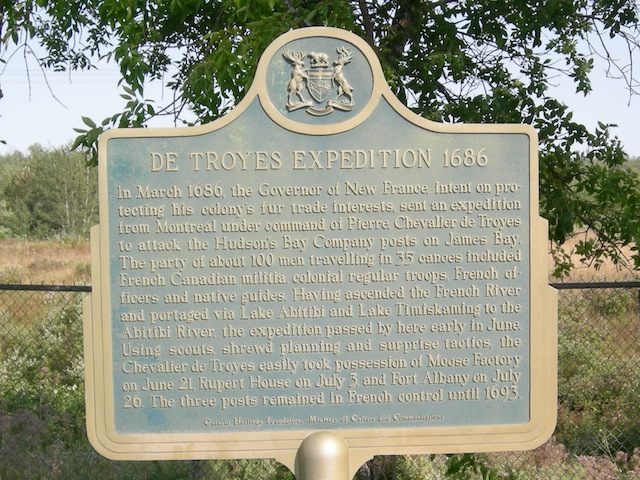 DE TROYES EXPEDITION 1686
In March 1686, the Governor of New France, intent on pro-
tecting his colony's fur trade interests, sent an expedition
from Montreal under command of Pierre, Chevalier de Troyes
to attack the Hudson's Bay Company posts on James Bay.
The party of about 100 men travelling in 35 canoes included
French Canadian militia, colonial regular troops, French of-
ficers and native guides. Having ascended the French River
and portaged via Lake Abitibi and Lake Timiskaming to the
Abitibi River, the expedition passed by here early in June.
Using scouts, shrewd planning and surprise tactics, the
Chevalier de Troyes easily took possession of Moose Factory
on June 21, Rupert House on July 3, and Fort Albany on July
26. The three posts remained in French control until 1693.
Ontario Heritage Foundation, Ministry of Culture and Communications